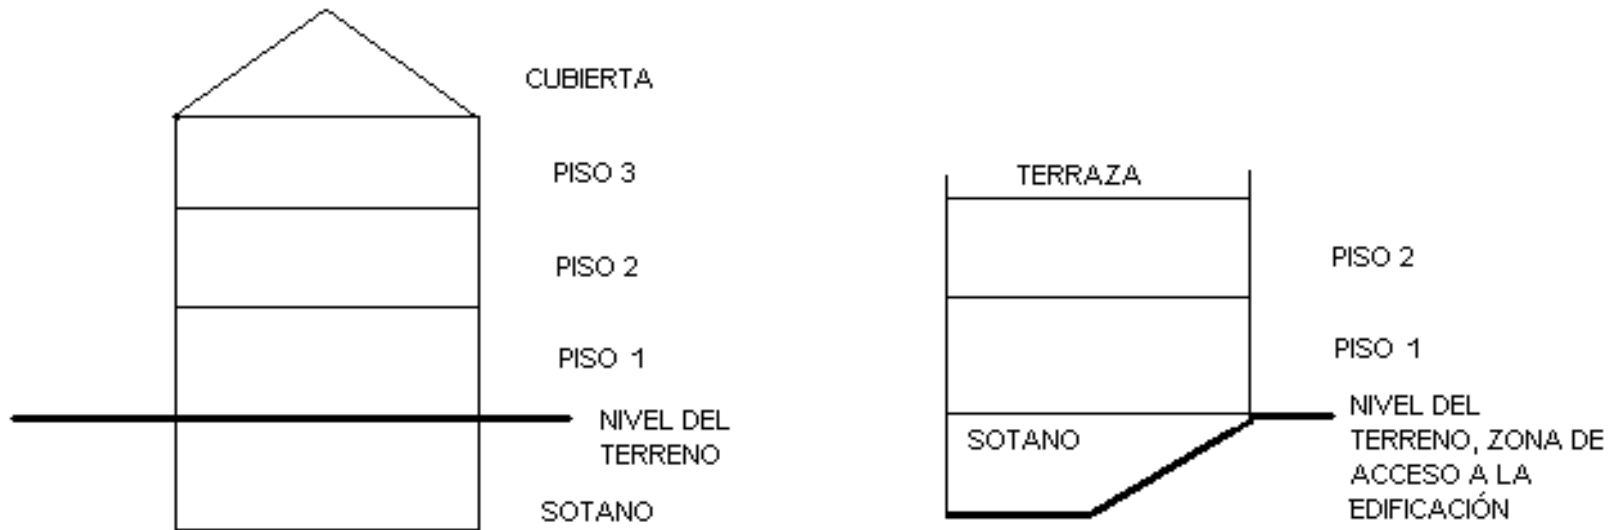 CUBIERTA
PISO 3
PISO 2
PISO 1
NIVEL DEL
TERRENO
SOTANO
TERRAZA
PISO 2
PISO 1
SOTANO
NIVEL DEL
TERRENO, ZONA DE
ACCESO A LA
EDIFICACIÓN